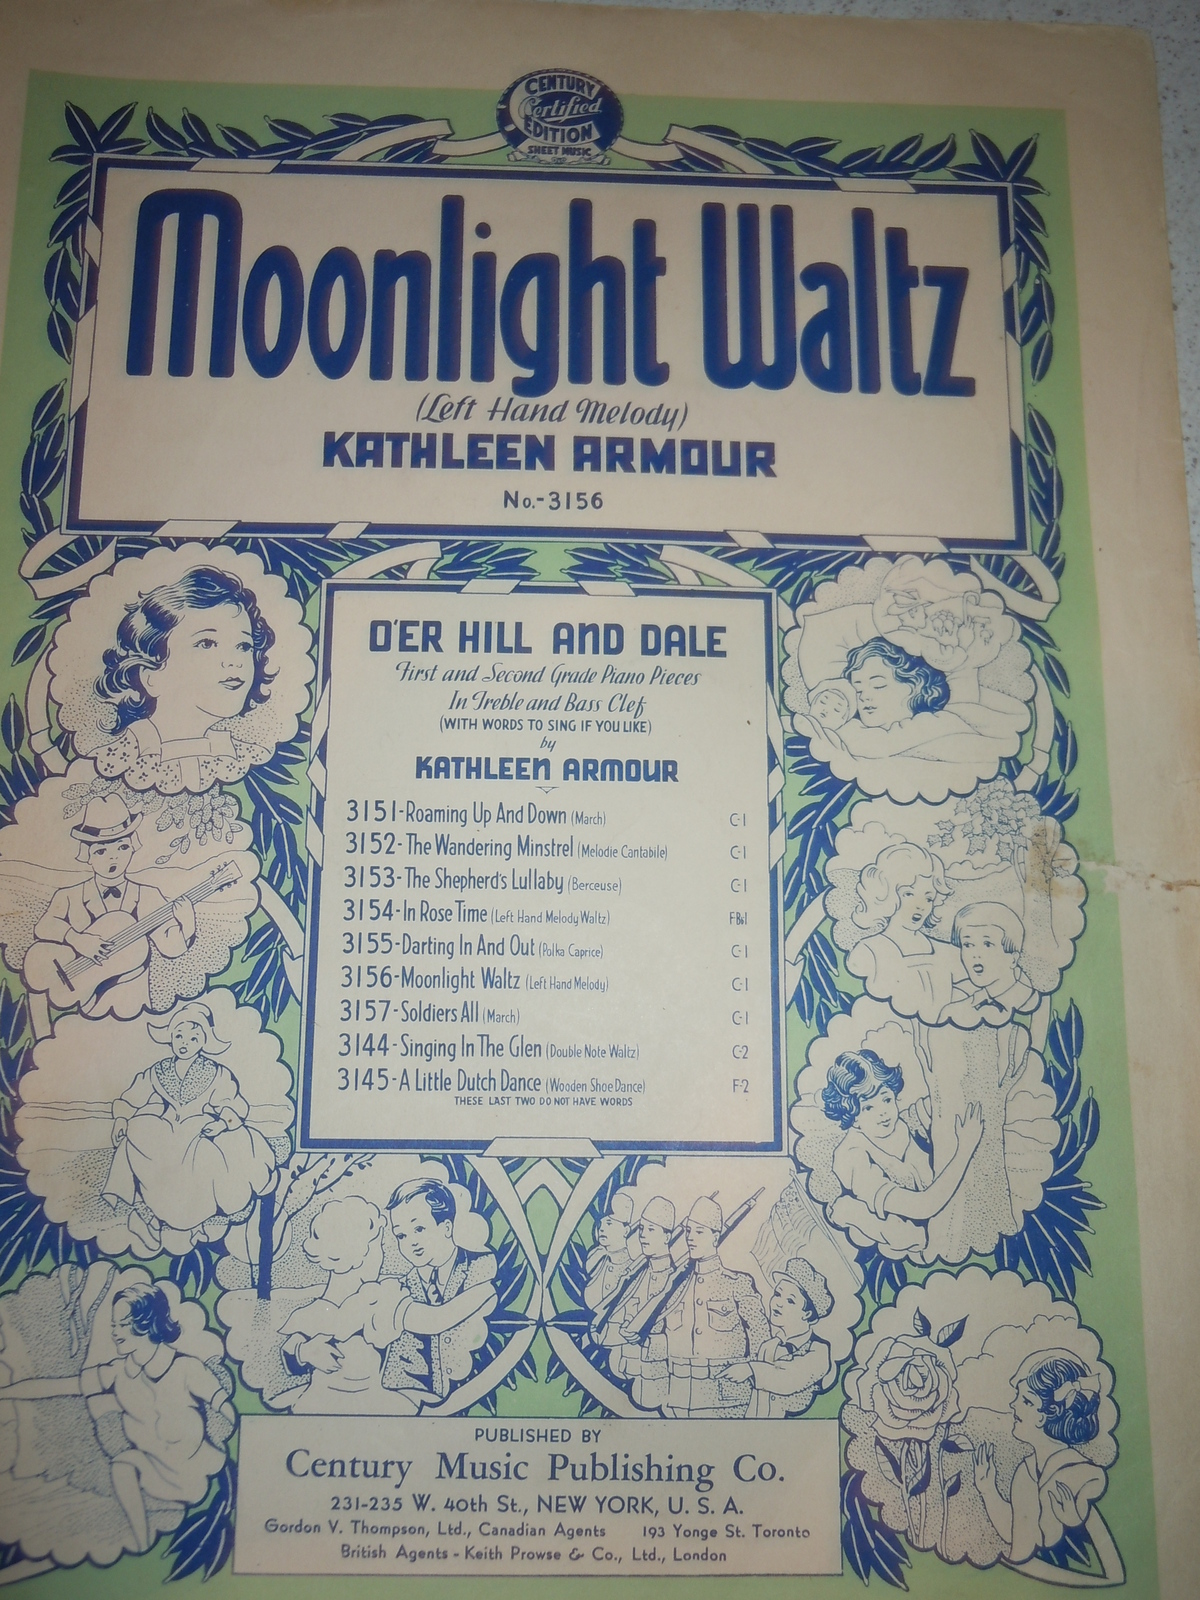 CENTURY
Certified
EDITION
SHEET MUSIC
Moonlight Waltz
(Left Hand Melody)
KATHLEEN ARMOUR
No.-3156
O'ER HILL AND DALE
First and Second Grade Piano Pieces
In Treble and Bass Clef
(WITH WORDS TO SING IF YOU LIKE)
by
KATHLEEN ARMOUR
3151-Roaming Up And Down (March) C-1
3152-The Wandering Minstrel (Melodie Cantabile) C-1
3153-The Shepherd's Lullaby (Berceuse) C-1
3154-In Rose Time (Left Hand Melody Waltz)
3155-Darting In And Out (Polka Caprice) C-1
3156-Moonlight Waltz (Left Hand Melody) C-1
3157-Soldiers All (March) C-1
3144-Singing In The Glen (Double Note Waltz) C-2
3145-A Little Dutch Dance (Wooden Shoe Dance) F-2
THESE LAST TWO DO NOT HAVE WORDS
PUBLISHED BY
Century Music Publishing Co.
231-235 W. 40th St., NEW YORK, U. S. A.
Gordon V. Thompson, Ltd., Canadian Agents 193 Yonge St. Toronto
British Agents - Keith Prowse & Co., Ltd., London